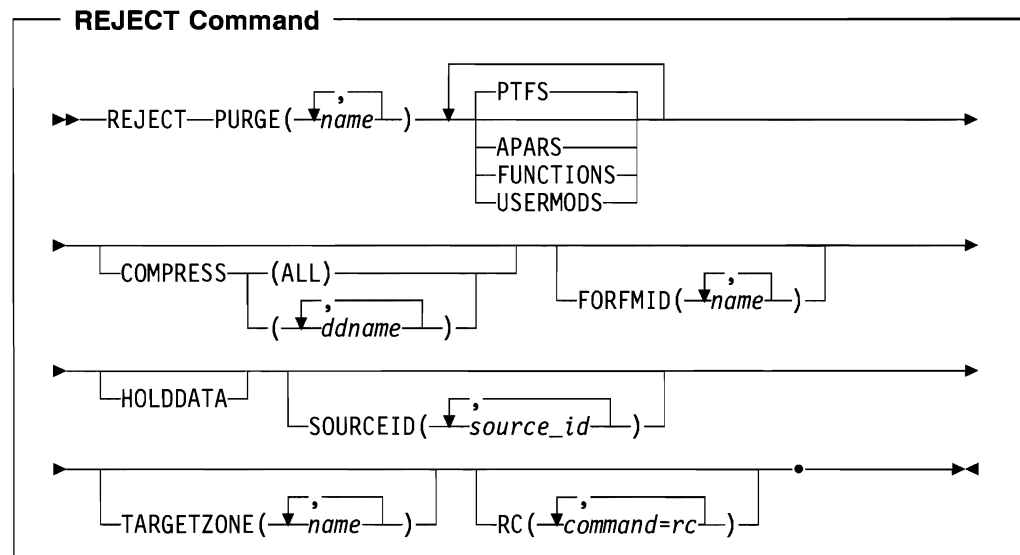 REJECT Command
,
PTFS
REJECT PURGE( name )
APARS
FUNCTIONS
USERMODS
COMPRESS (ALL)
,
( ddname )
,
FORFMID( name )
HOLDDATA
,
SOURCEID( source_id )
,
TARGETZONE( name )
,
RC( command=rc )